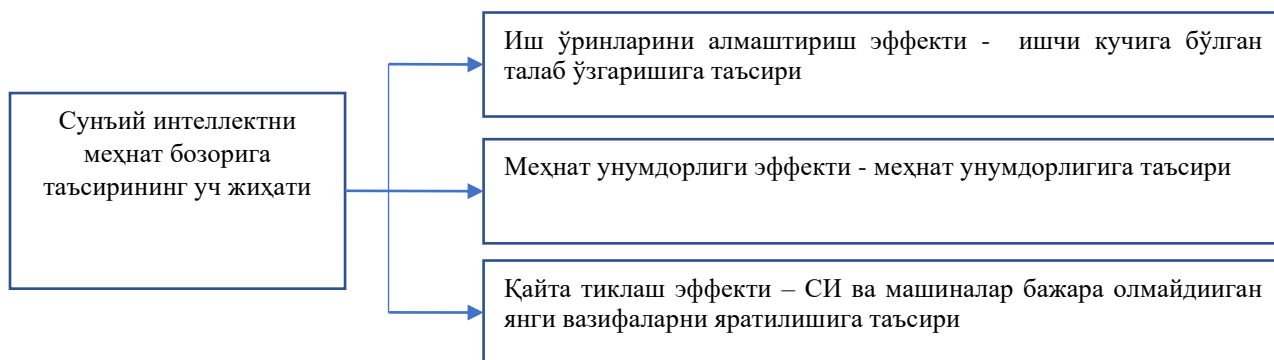 Сунъий интеллектни
меҳнат бозорига
таъсирининг уч жиҳати
Иш ўринларини алмаштириш эффекти - ишчи кучига бўлган
талаб ўзгаришига таъсири
Меҳнат унумдорлиги эффекти - меҳнат унумдорлигига таъсири
Қайта тиклаш эффекти – СИ ва машиналар бажара олмайдииган
янги вазифаларни яратилишига таъсири